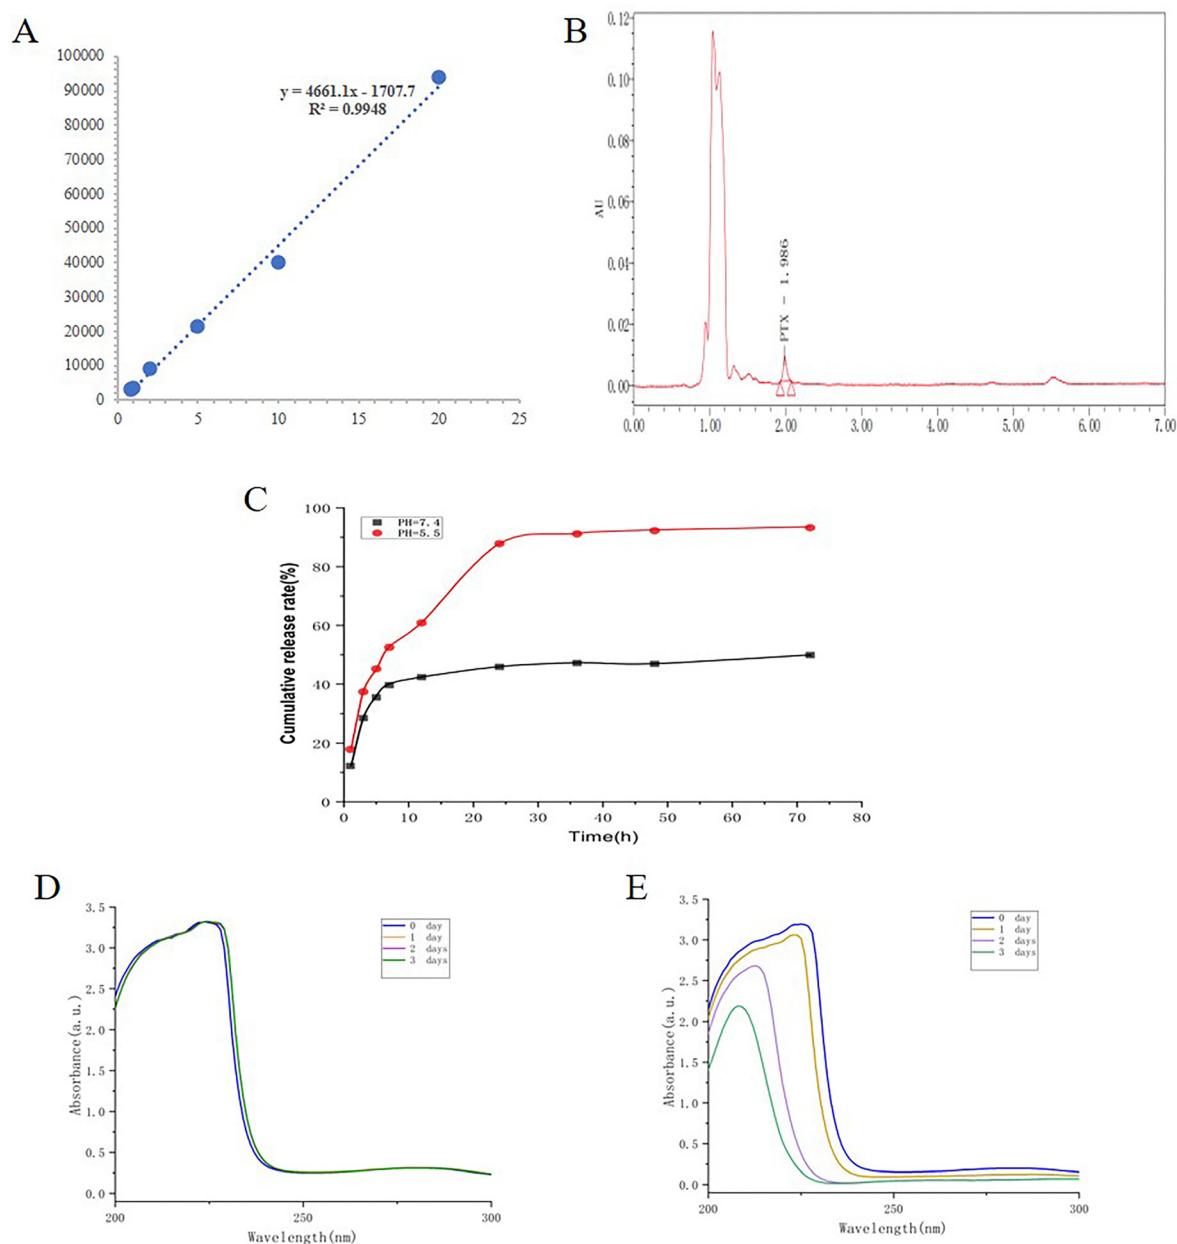 A
100000
90000
80000
70000
60000
50000
40000
30000
20000
10000
0
y = 4661.1x - 1707.7
R² = 0.9948
0 5 10 15 20 25
B
0.12
0.10
0.08
0.06
0.04
0.02
0.00
AU
PTX - 1.986
0.00 1.00 2.00 3.00 4.00 5.00 6.00 7.00
C
100
80
60
40
20
0
Cumulative release rate(%)
PH=7.4
PH=5.5
0 10 20 30 40 50 60 70 80
Time(h)
D
3.5
3.0
2.5
2.0
1.5
1.0
0.5
0.0
Absorbance(a.u.)
0 day
1 day
2 days
3 days
200 250 300
Wavelength(nm)
E
3.5
3.0
2.5
2.0
1.5
1.0
0.5
0.0
Absorbance(a.u.)
0 day
1 day
2 days
3 days
200 250 300
Wavelength(nm)